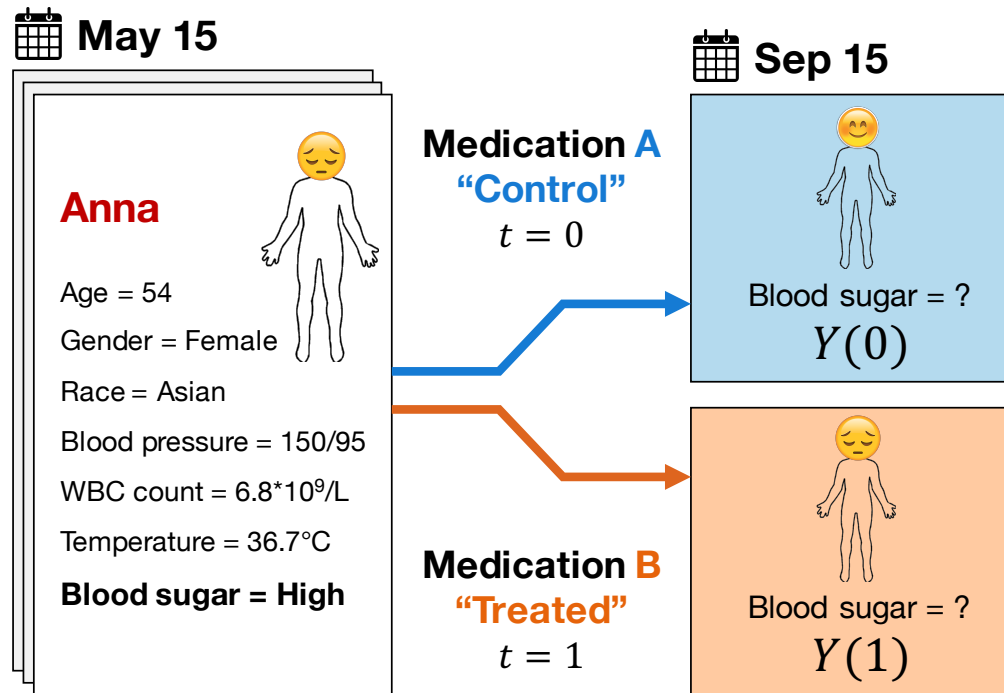 May 15
Anna
Age = 54
Gender = Female
Race = Asian
Blood pressure = 150/95
WBC count = 6.8*10⁹/L
Temperature = 36.7°C
Blood sugar = High
Medication A
“Control”
t = 0
Medication B
“Treated”
t = 1
Sep 15
Blood sugar = ?
Y(0)
Blood sugar = ?
Y(1)